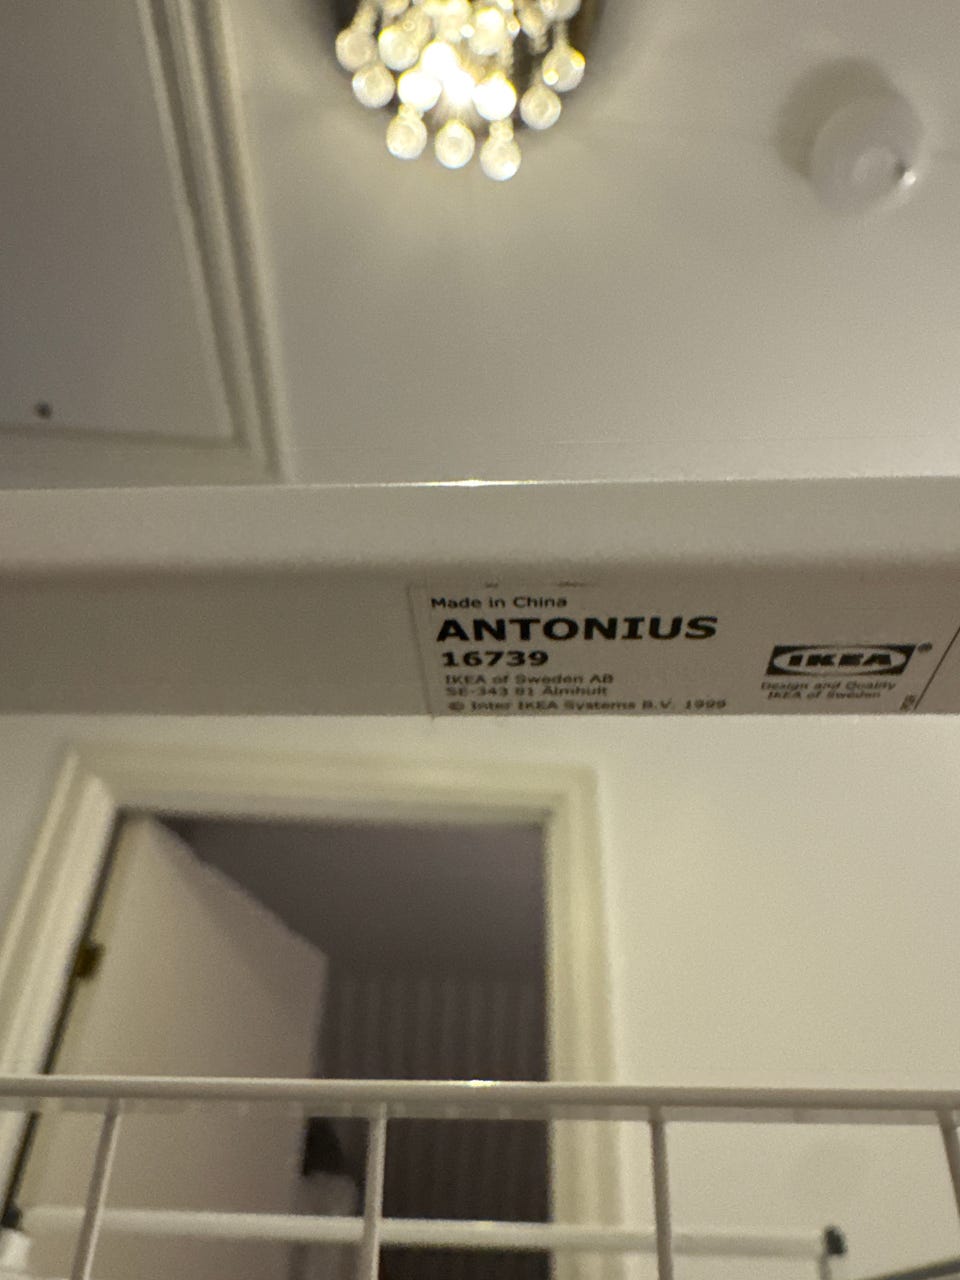 Made in China
ANTONIUS
16739
IKEA of Sweden AB
SE-343 81 Älmhult
© Inter IKEA Systems B.V. 1999
IKEA®
Design and Quality
IKEA of Sweden